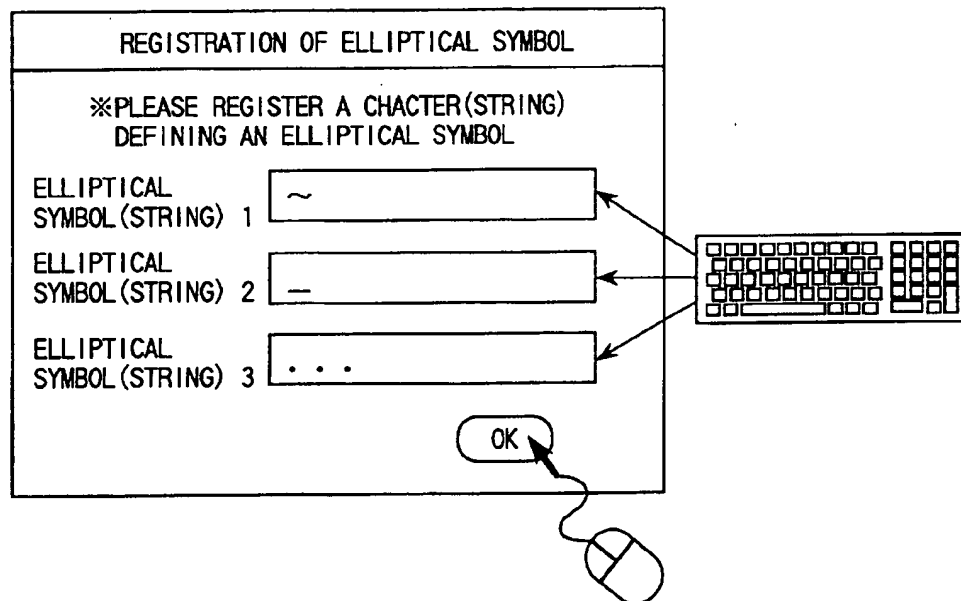 REGISTRATION OF ELLIPTICAL SYMBOL
※PLEASE REGISTER A CHACTER(STRING)
DEFINING AN ELLIPTICAL SYMBOL
ELLIPTICAL
SYMBOL(STRING) 1 ~
ELLIPTICAL
SYMBOL(STRING) 2 _
ELLIPTICAL
SYMBOL(STRING) 3 . . .
OK